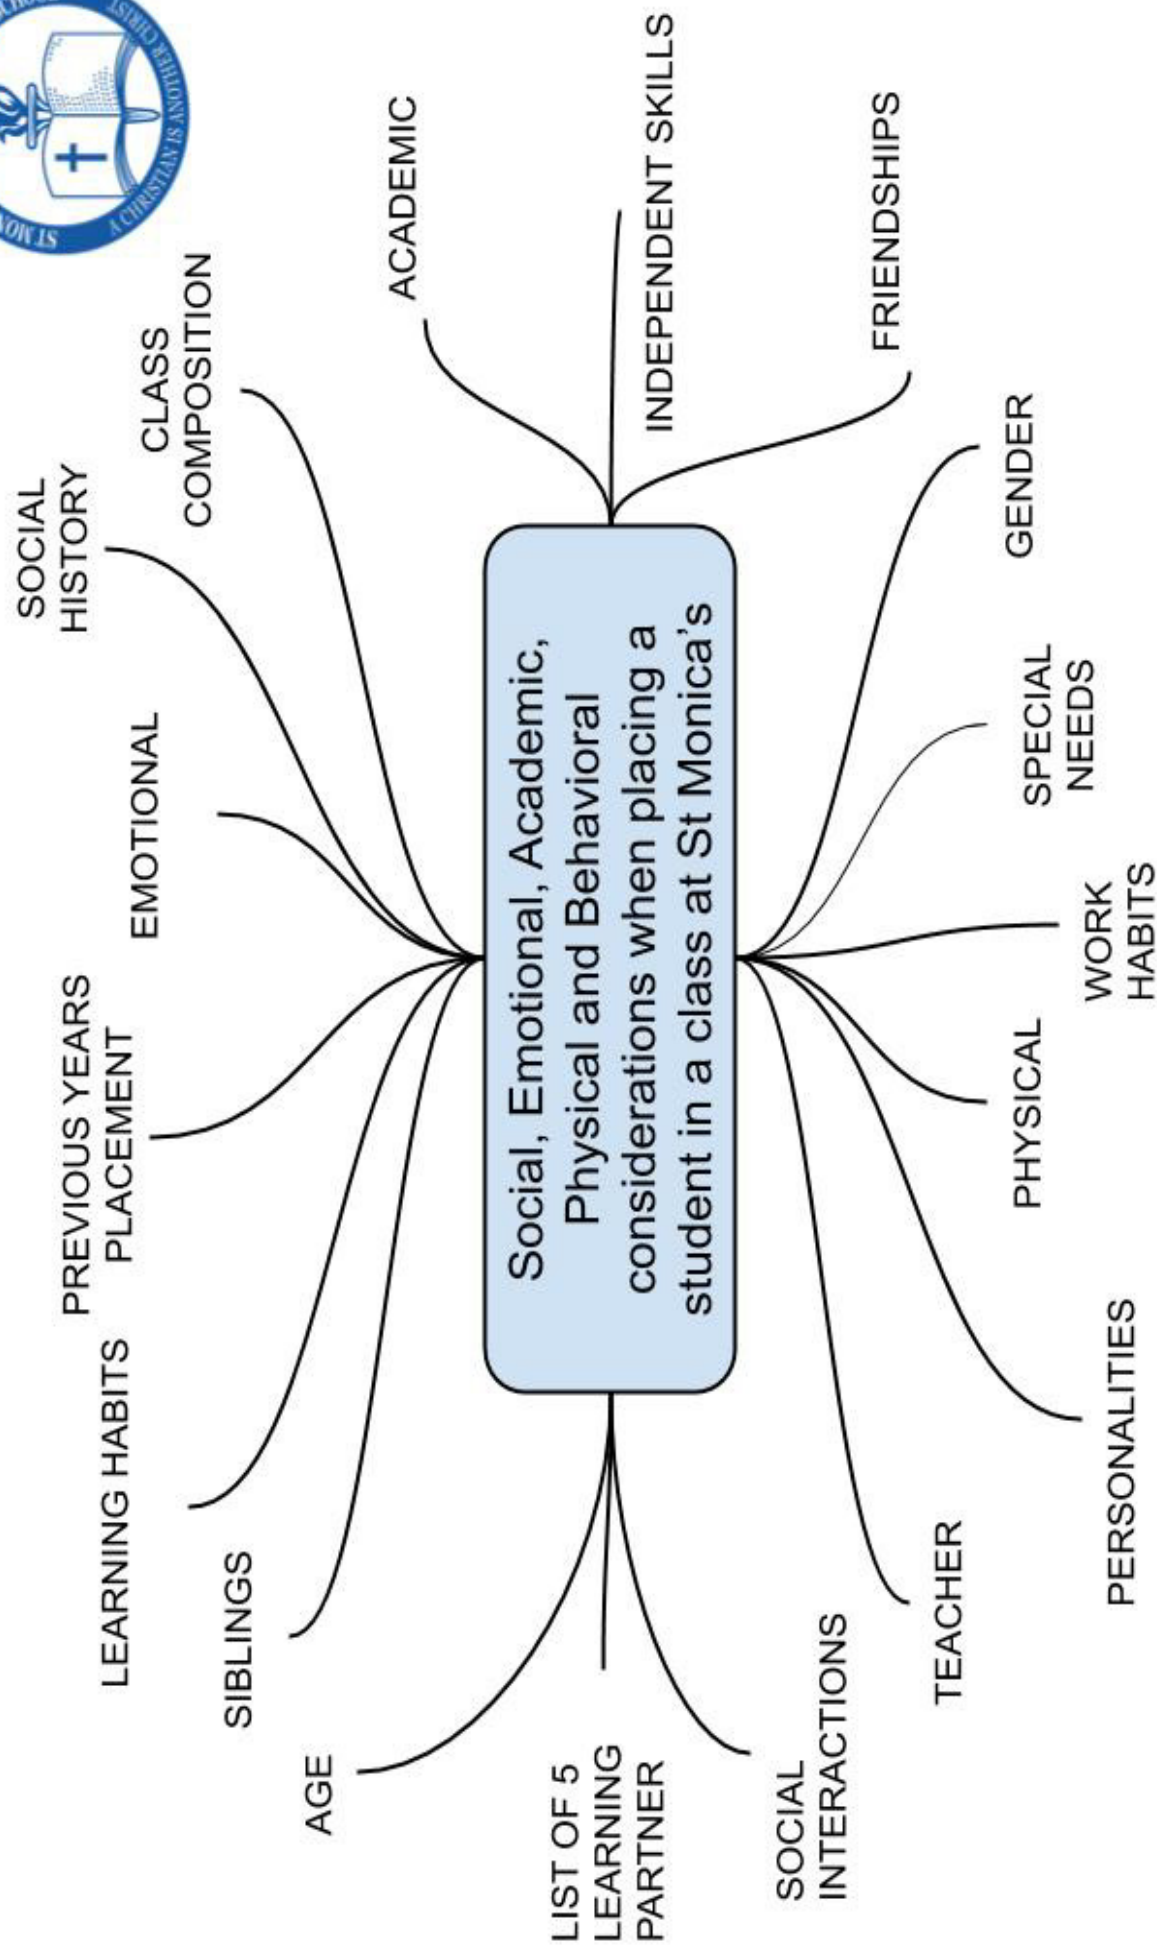 SOCIAL
HISTORY
PREVIOUS YEARS
PLACEMENT
LEARNING HABITS
EMOTIONAL
CLASS
COMPOSITION
A CHRISTIAN IS ANOTHER CHRIST
SIBLINGS
AGE
ACADEMIC
Social, Emotional, Academic,
Physical and Behavioral
considerations when placing a
student in a class at St Monica's
LIST OF 5
LEARNING
PARTNER
INDEPENDENT SKILLS
SOCIAL
INTERACTIONS
FRIENDSHIPS
TEACHER
GENDER
PHYSICAL
SPECIAL
NEEDS
PERSONALITIES
WORK
HABITS